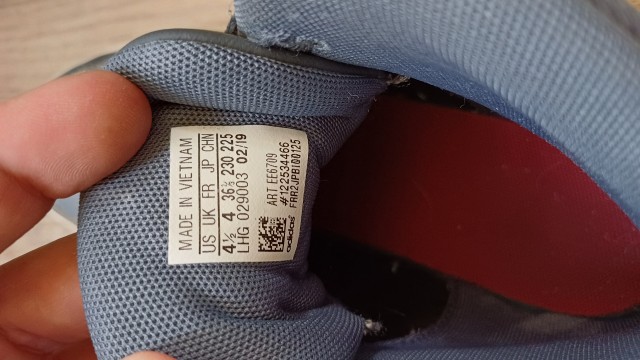 MADE IN VIETNAM
US UK FR JP CHN
4½ 4 36⅔ 230 225
LHG 029003 02/19
ART EE6709
#122534466
FRR2JPB100125
adidas